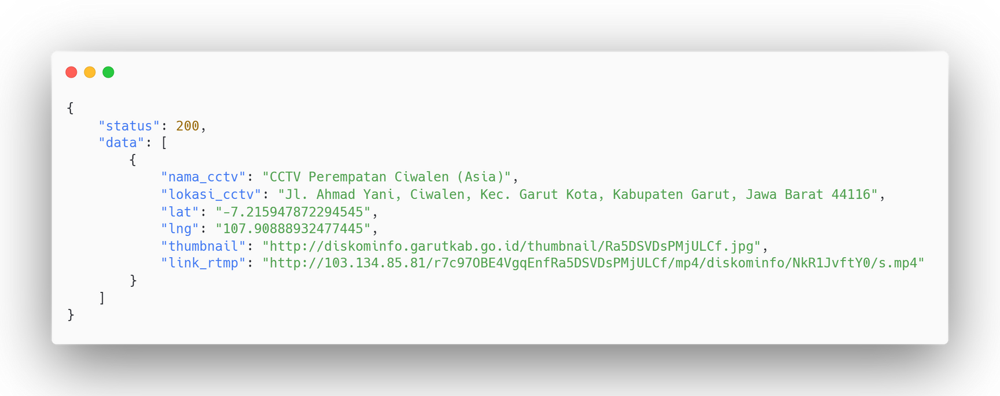 {
    "status": 200,
    "data": [
        {
            "nama_cctv": "CCTV Perempatan Ciwalen (Asia)",
            "lokasi_cctv": "Jl. Ahmad Yani, Ciwalen, Kec. Garut Kota, Kabupaten Garut, Jawa Barat 44116",
            "lat": "-7.215947872294545",
            "lng": "107.90888932477445",
            "thumbnail": "http://diskominfo.garutkab.go.id/thumbnail/Ra5DSVDsPMjULCf.jpg",
            "link_rtmp": "http://103.134.85.81/r7c97OBE4VgqEnfRa5DSVDsPMjULCf/mp4/diskominfo/NkR1JvftY0/s.mp4"
        }
    ]
}